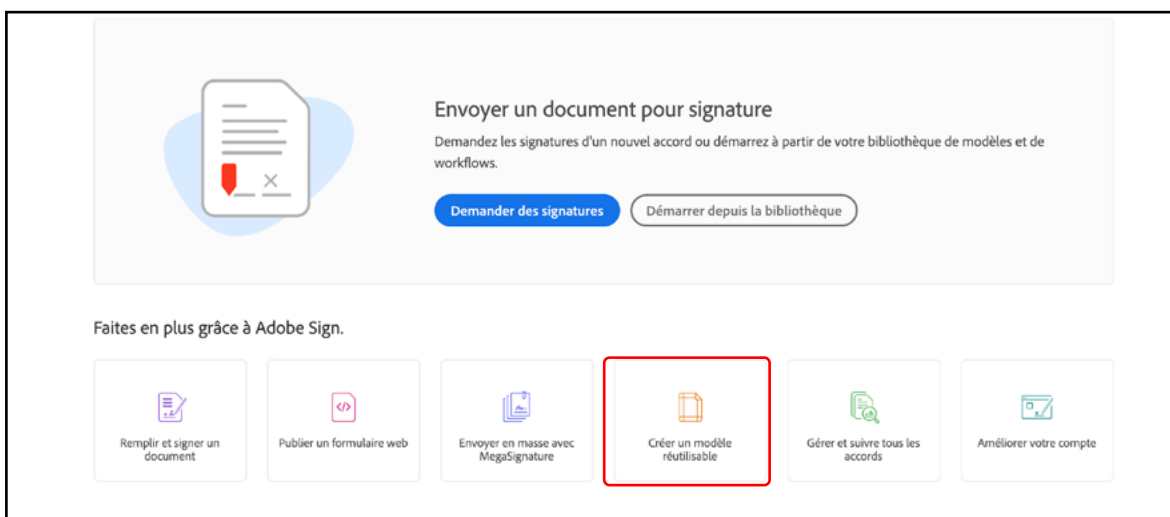 Envoyer un document pour signature
Demandez les signatures d'un nouvel accord ou démarrez à partir de votre bibliothèque de modèles et de
workflows.
Demander des signatures
Démarrer depuis la bibliothèque
Faites en plus grâce à Adobe Sign.
Remplir et signer un
document
Publier un formulaire web
Envoyer en masse avec
MegaSignature
Créer un modèle
réutilisable
Gérer et suivre tous les
accords
Améliorer votre compte